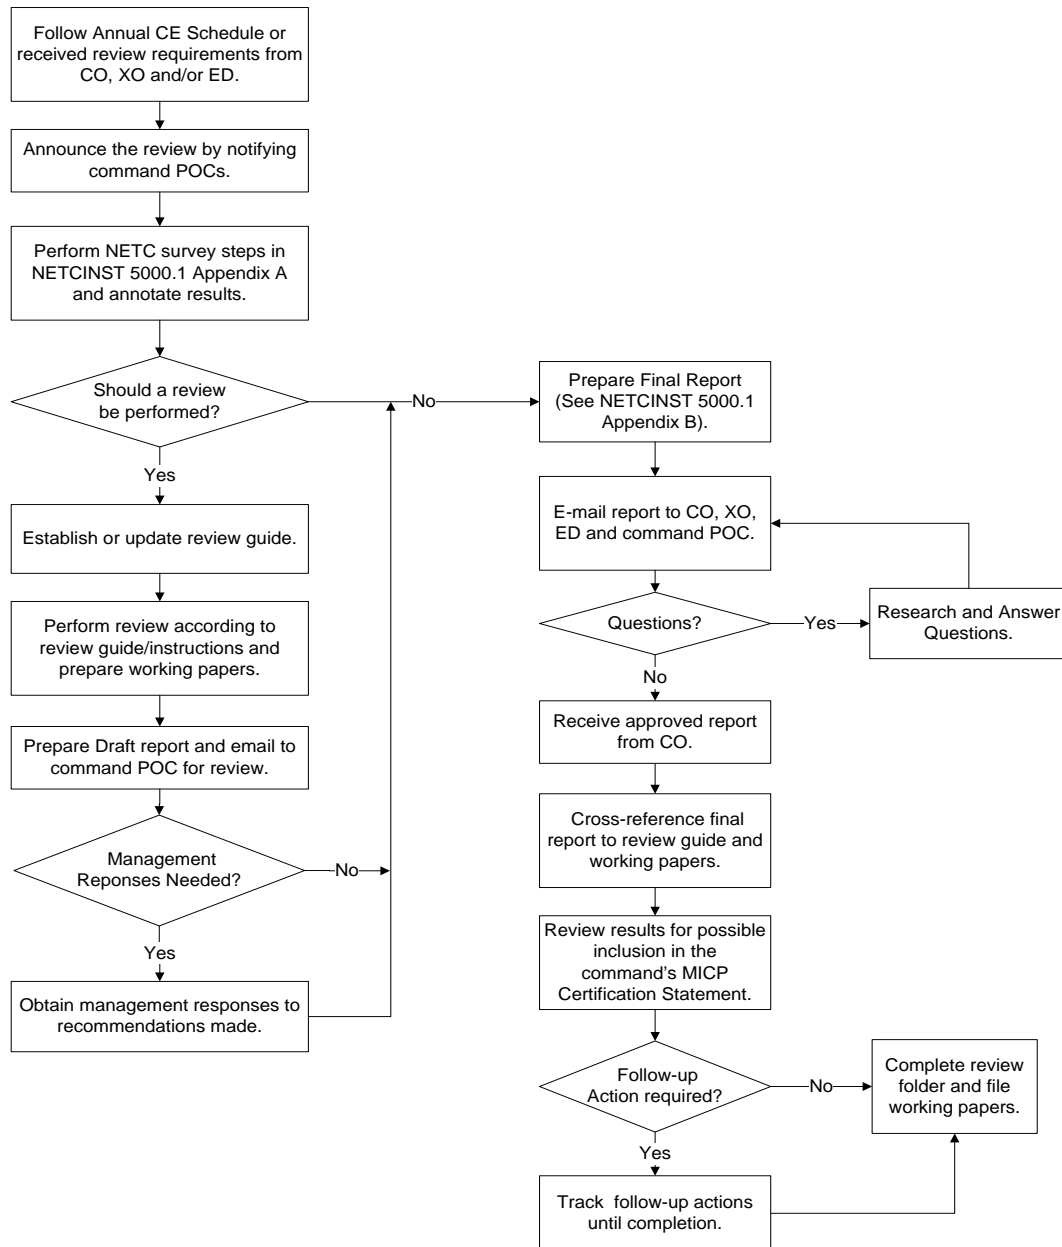 Follow Annual CE Schedule or
received review requirements from
CO, XO and/or ED.
Announce the review by notifying
command POCs.
Perform NETC survey steps in
NETCINST 5000.1 Appendix A
and annotate results.
Should a review
be performed?
No
Yes
Establish or update review guide.
Perform review according to
review guide/instructions and
prepare working papers.
Prepare Draft report and email to
command POC for review.
Management
Reponses Needed?
No
Yes
Obtain management responses to
recommendations made.
Prepare Final Report
(See NETCINST 5000.1
Appendix B).
E-mail report to CO, XO,
ED and command POC.
Questions?
Yes
Research and Answer
Questions.
No
Receive approved report
from CO.
Cross-reference final
report to review guide and
working papers.
Review results for possible
inclusion in the
command's MICP
Certification Statement.
Follow-up
Action required?
No
Complete review
folder and file
working papers.
Yes
Track follow-up actions
until completion.